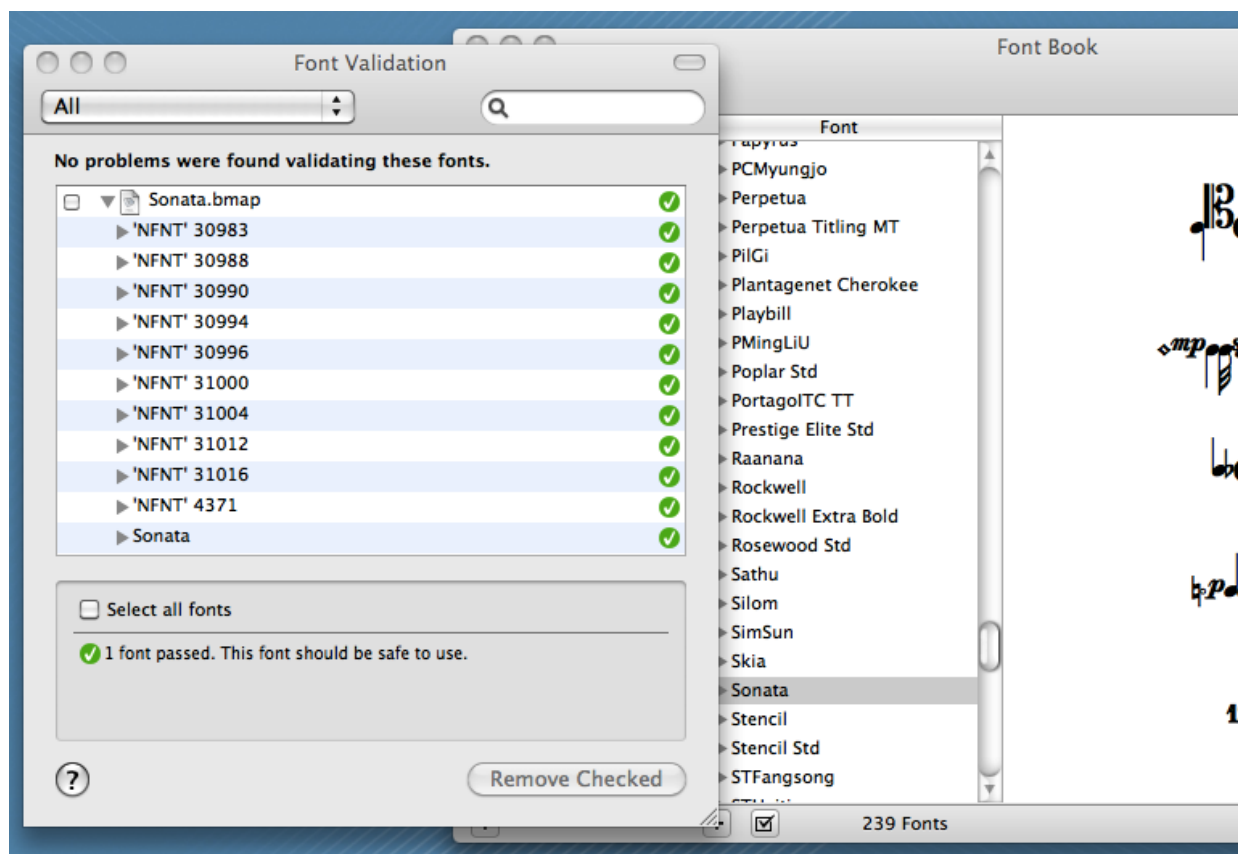 Font Validation
All
No problems were found validating these fonts.
Sonata.bmap
'NFNT' 30983
'NFNT' 30988
'NFNT' 30990
'NFNT' 30994
'NFNT' 30996
'NFNT' 31000
'NFNT' 31004
'NFNT' 31012
'NFNT' 31016
'NFNT' 4371
Sonata
Select all fonts
1 font passed. This font should be safe to use.
?
Remove Checked
Font Book
Font
Papyrus
PCMyungjo
Perpetua
Perpetua Titling MT
PilGi
Plantagenet Cherokee
Playbill
PMingLiU
Poplar Std
PortagoITC TT
Prestige Elite Std
Raanana
Rockwell
Rockwell Extra Bold
Rosewood Std
Sathu
Silom
SimSun
Skia
Sonata
Stencil
Stencil Std
STFangsong
239 Fonts
mp
p
1